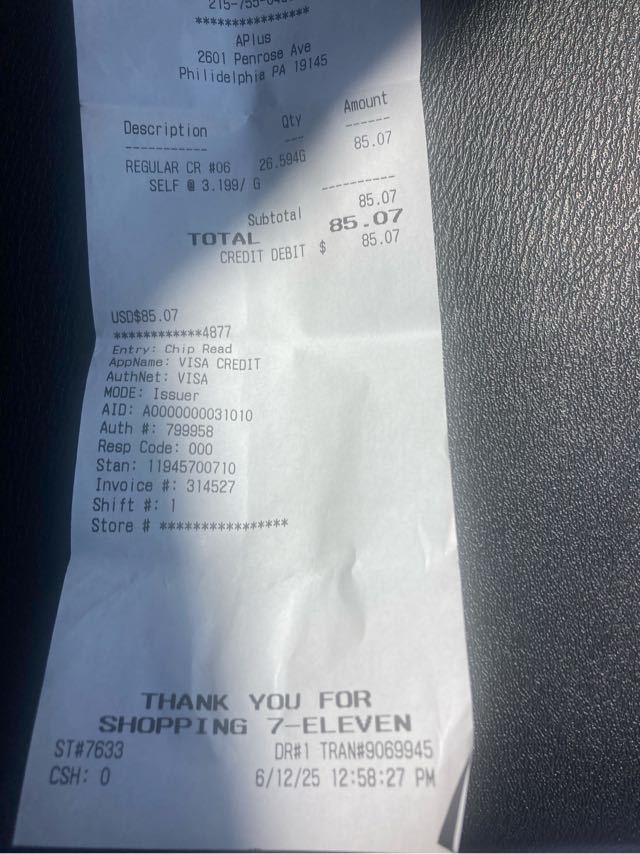 ****************
APlus
2601 Penrose Ave
Philidelphia PA 19145
Description Qty Amount
----------- --- ------
REGULAR CR #06 26.594G 85.07
SELF @ 3.199/ G
----------
Subtotal 85.07
TOTAL 85.07
CREDIT DEBIT $ 85.07
USD$85.07
************4877
Entry: Chip Read
AppName: VISA CREDIT
AuthNet: VISA
MODE: Issuer
AID: A0000000031010
Auth #: 799958
Resp Code: 000
Stan: 11945700710
Invoice #: 314527
Shift #: 1
Store # ****************
THANK YOU FOR
SHOPPING 7-ELEVEN
ST#7633 DR#1 TRAN#9069945
CSH: 0 6/12/25 12:58:27 PM